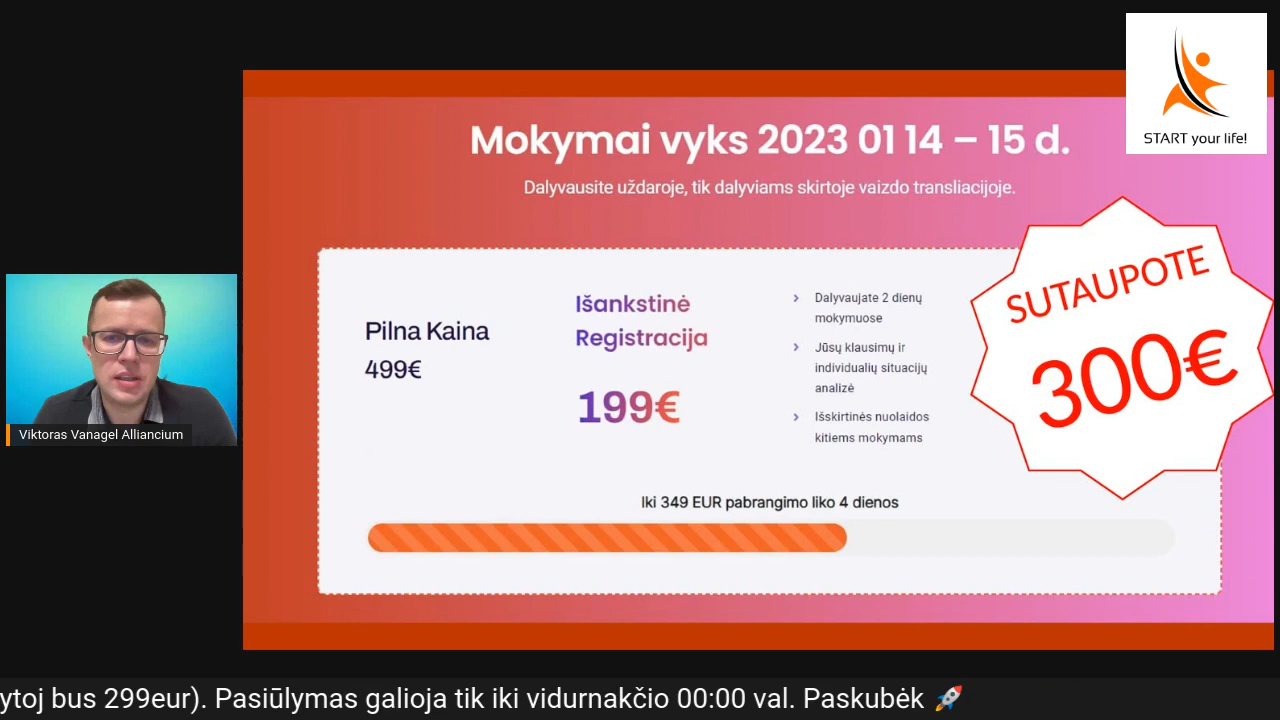 START your life!
Mokymai vyks 2023 01 14 – 15 d.
Dalyvausite uždaroje, tik dalyviams skirtoje vaizdo transliacijoje.
Pilna Kaina
499€
Išankstinė
Registracija
199€
Dalyvaujate 2 dienų
mokymuose
Jūsų klausimų ir
individualių situacijų
analizė
Išskirtinės nuolaidos
kitiems mokymams
SUTAUPOTE
300€
Iki 349 EUR pabrangimo liko 4 dienos
Viktoras Vanagel Alliancium
ytoj bus 299eur). Pasiūlymas galioja tik iki vidurnakčio 00:00 val. Paskubėk 🚀